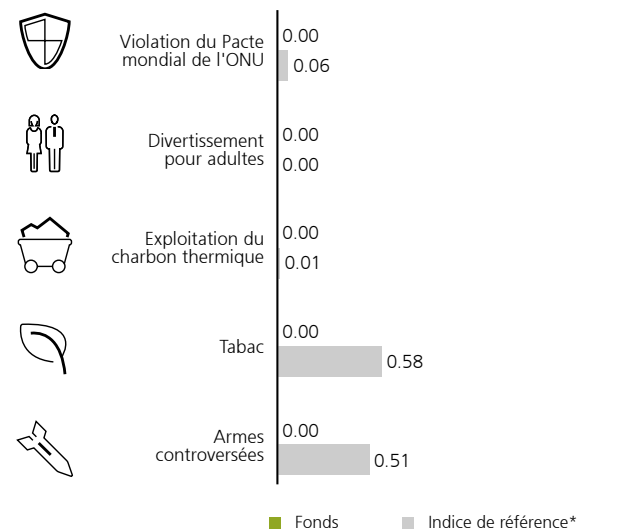 Violation du Pacte
mondial de l'ONU
0.00
0.06
Divertissement
pour adultes
0.00
0.00
Exploitation du
charbon thermique
0.00
0.01
Tabac
0.00
0.58
Armes
controversées
0.00
0.51
Fonds
Indice de référence*